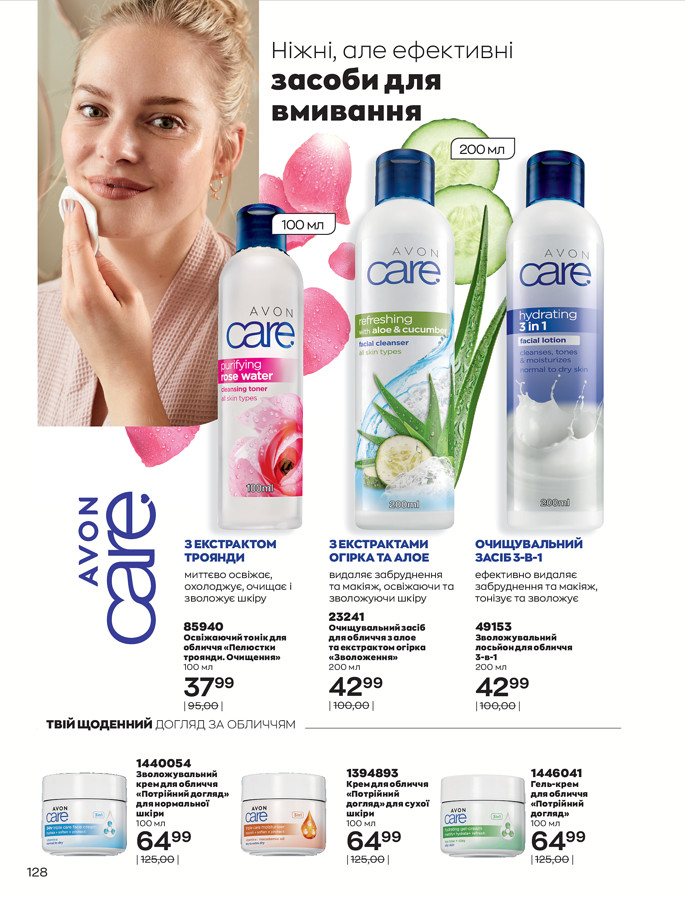 Ніжні, але ефективні
засоби для
вмивання
200 мл
100 мл
AVON
care
purifying
rose water
cleansing toner
all skin types
100ml
AVON
care
refreshing
with aloe & cucumber
facial cleanser
all skin types
200ml
AVON
care
hydrating
3 in 1
facial lotion
cleanses, tones
& moisturizes
normal to dry skin
200ml
AVON
care
З ЕКСТРАКТОМ
ТРОЯНДИ
миттєво освіжає,
охолоджує, очищає і
зволожує шкіру
85940
Освіжаючий тонік для
обличчя «Пелюстки
троянди. Очищення»
100 мл
37⁹⁹
| 95,00 |
З ЕКСТРАКТАМИ
ОГІРКА ТА АЛОЕ
видаляє забруднення
та макіяж, освіжаючи та
зволожуючи шкіру
23241
Очищувальний засіб
для обличчя з алое
та екстрактом огірка
«Зволоження»
200 мл
42⁹⁹
| 100,00 |
ОЧИЩУВАЛЬНИЙ
ЗАСІБ 3-В-1
ефективно видаляє
забруднення та макіяж,
тонізує та зволожує
49153
Зволожувальний
лосьйон для обличчя
3-в-1
200 мл
42⁹⁹
| 100,00 |
ТВІЙ ЩОДЕННИЙ ДОГЛЯД ЗА ОБЛИЧЧЯМ
AVON
care
1440054
Зволожувальний
крем для обличчя
«Потрійний догляд»
для нормальної
шкіри
100 мл
64⁹⁹
| 125,00 |
AVON
care
1394893
Крем для обличчя
«Потрійний
догляд» для сухої
шкіри
100 мл
64⁹⁹
| 125,00 |
AVON
care
1446041
Гель-крем
для обличчя
«Потрійний
догляд»
100 мл
64⁹⁹
| 125,00 |
128